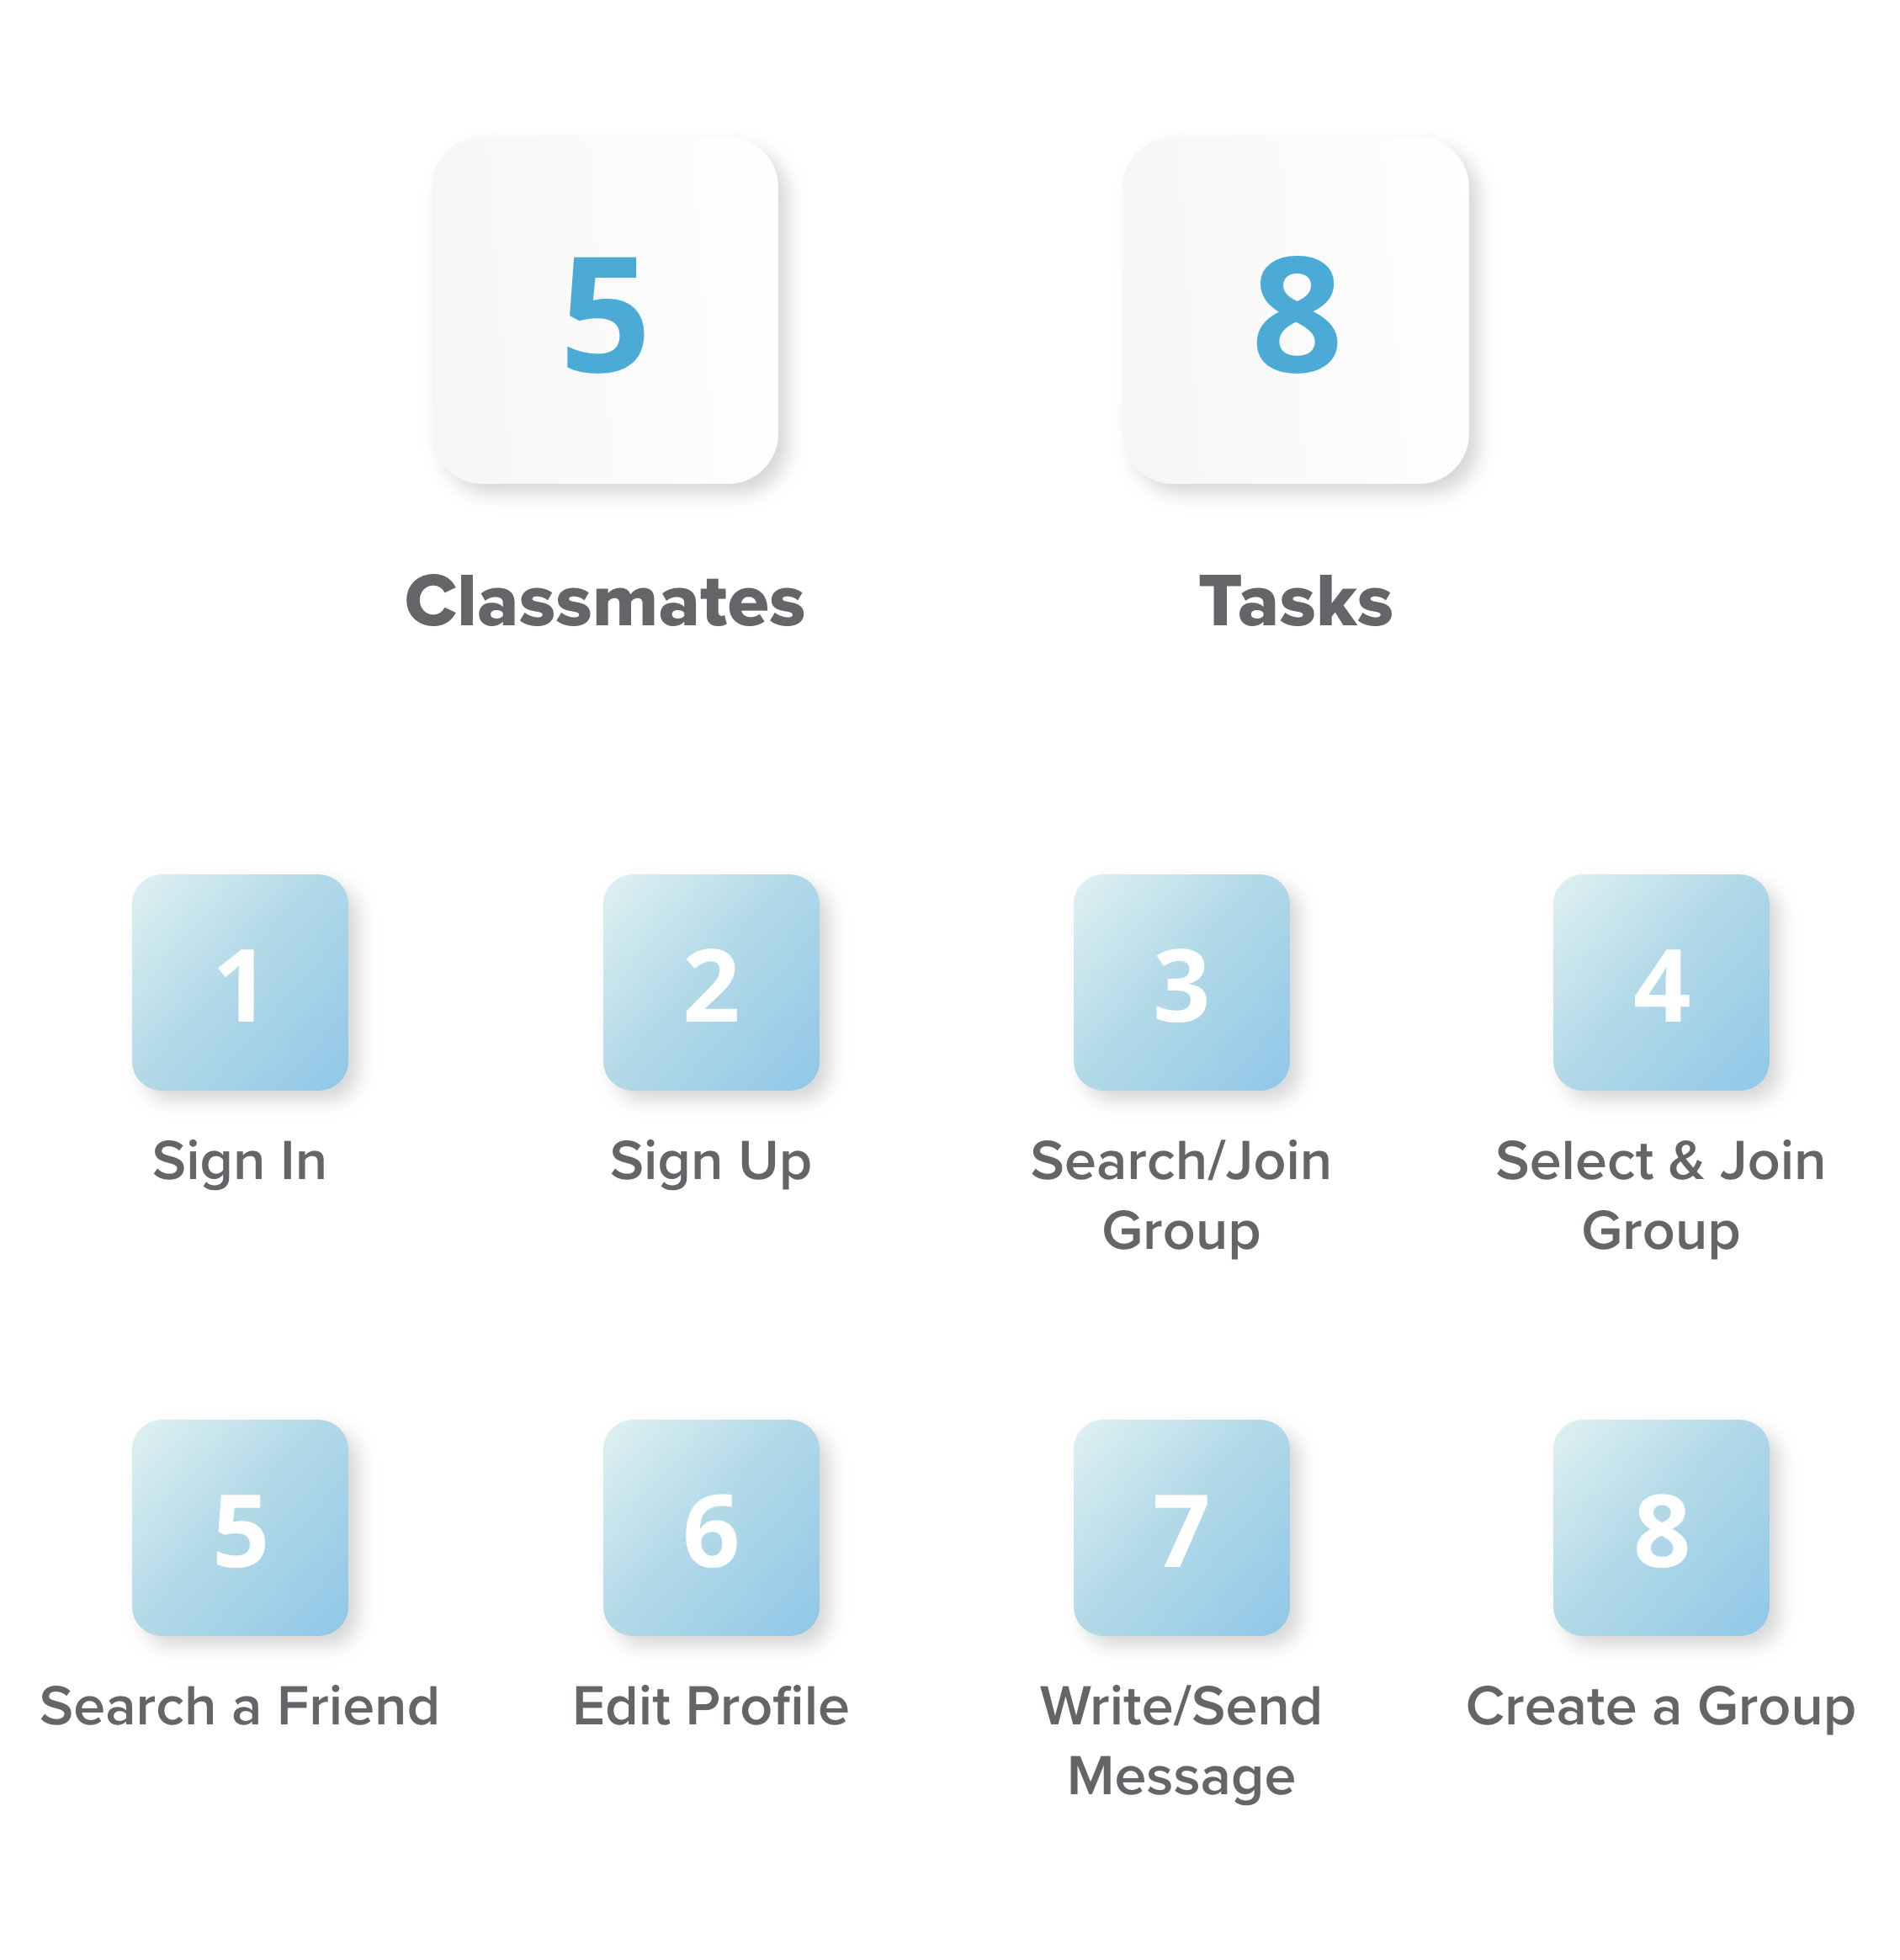 5
8
Classmates
Tasks
1
2
3
4
Sign In
Sign Up
Search/Join
Group
Select & Join
Group
5
6
7
8
Search a Friend
Edit Profile
Write/Send
Message
Create a Group